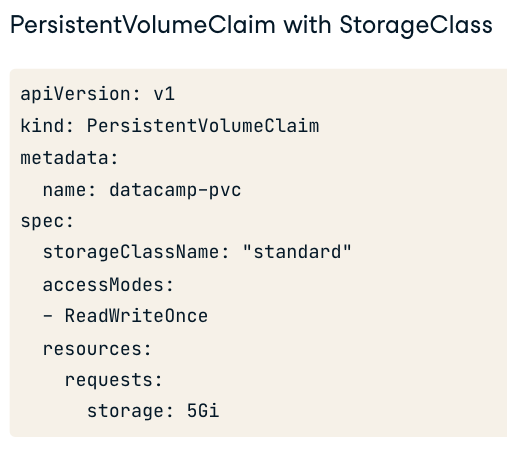 PersistentVolumeClaim with StorageClass
apiVersion: v1
kind: PersistentVolumeClaim
metadata:
  name: datacamp-pvc
spec:
  storageClassName: "standard"
  accessModes:
  - ReadWriteOnce
  resources:
    requests:
      storage: 5Gi